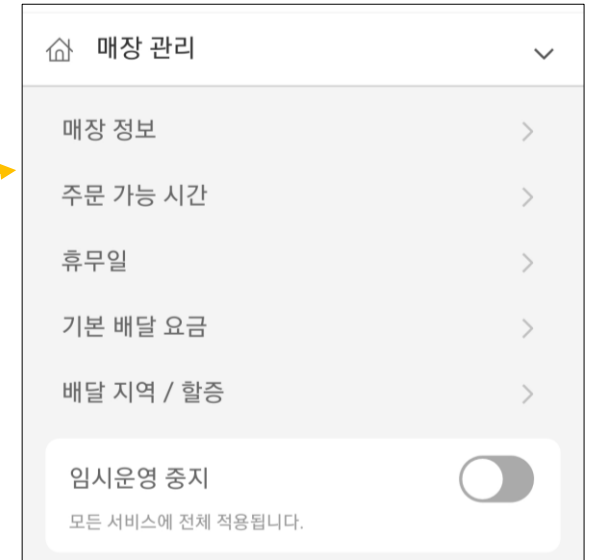 매장 관리
매장 정보
주문 가능 시간
휴무일
기본 배달 요금
배달 지역 / 할증
임시운영 중지
모든 서비스에 전체 적용됩니다.